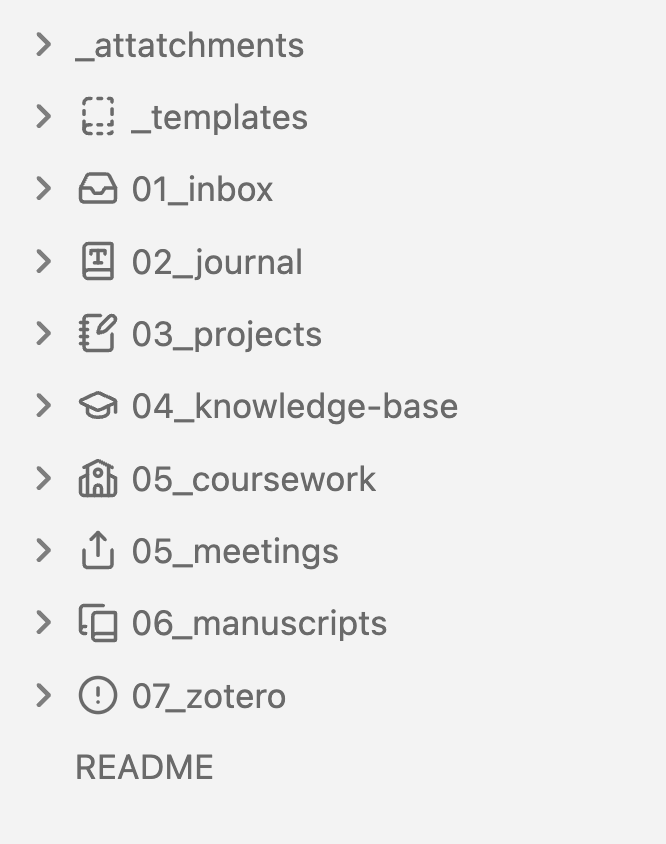 _attatchments
_templates
01_inbox
02_journal
03_projects
04_knowledge-base
05_coursework
05_meetings
06_manuscripts
07_zotero
README